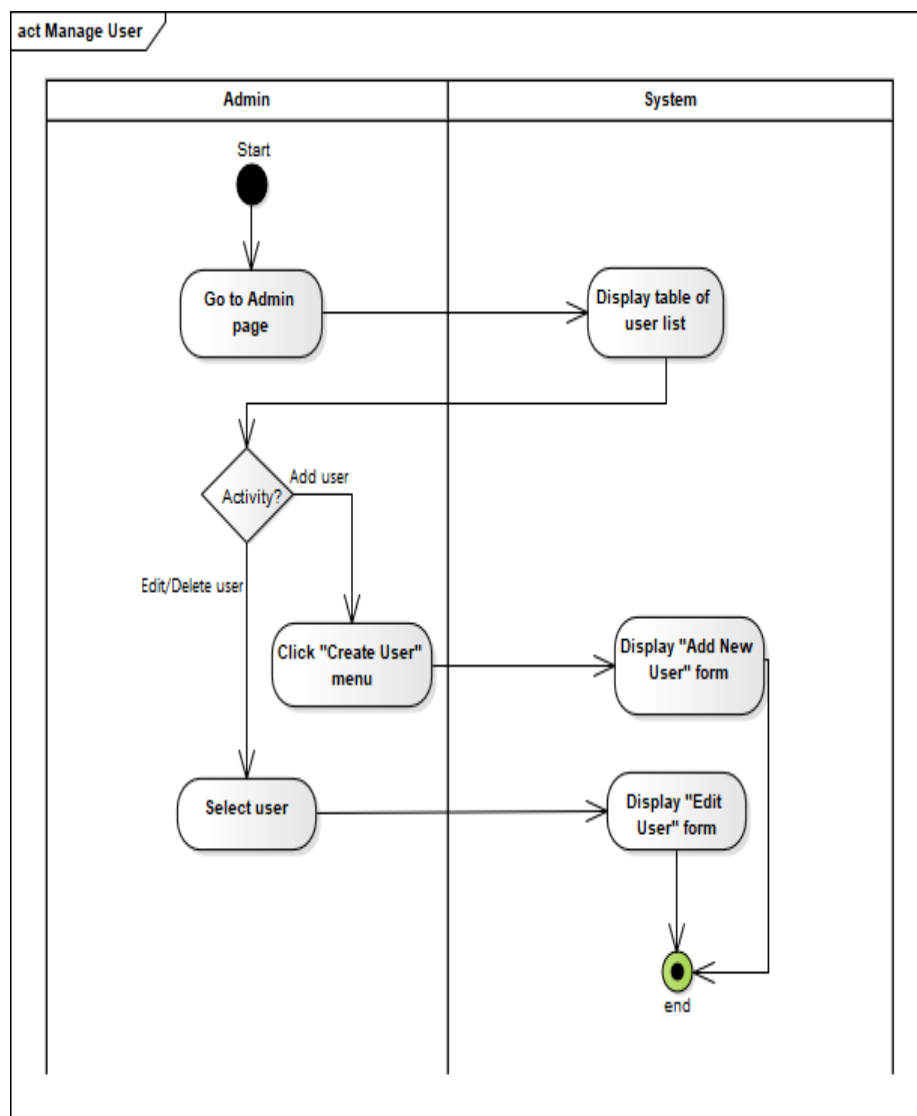 act Manage User
Admin
System
Start
Go to Admin
page
Display table of
user list
Activity?
Add user
Edit/Delete user
Click "Create User"
menu
Display "Add New
User" form
Select user
Display "Edit
User" form
end